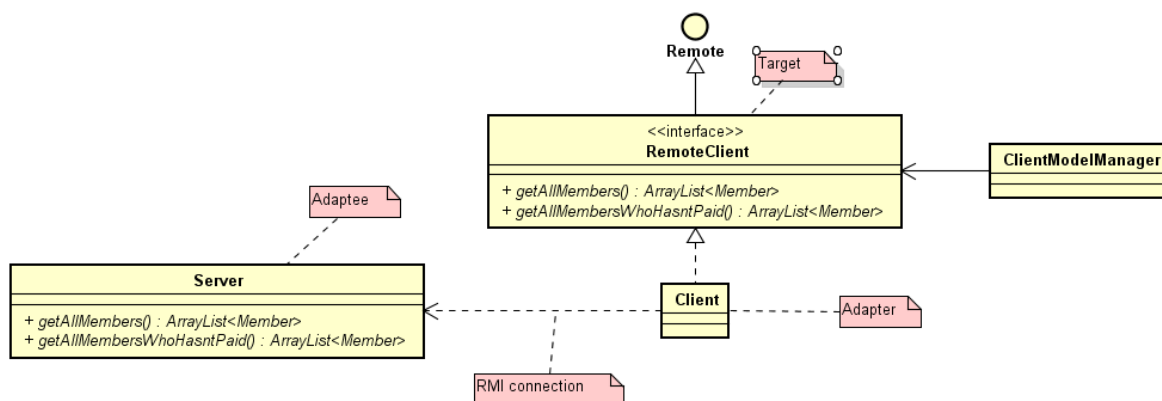 Remote
Target
<<interface>>
RemoteClient
+ getAllMembers() : ArrayList<Member>
+ getAllMembersWhoHasntPaid() : ArrayList<Member>
ClientModelManager
Adaptee
Server
+ getAllMembers() : ArrayList<Member>
+ getAllMembersWhoHasntPaid() : ArrayList<Member>
Client
Adapter
RMI connection